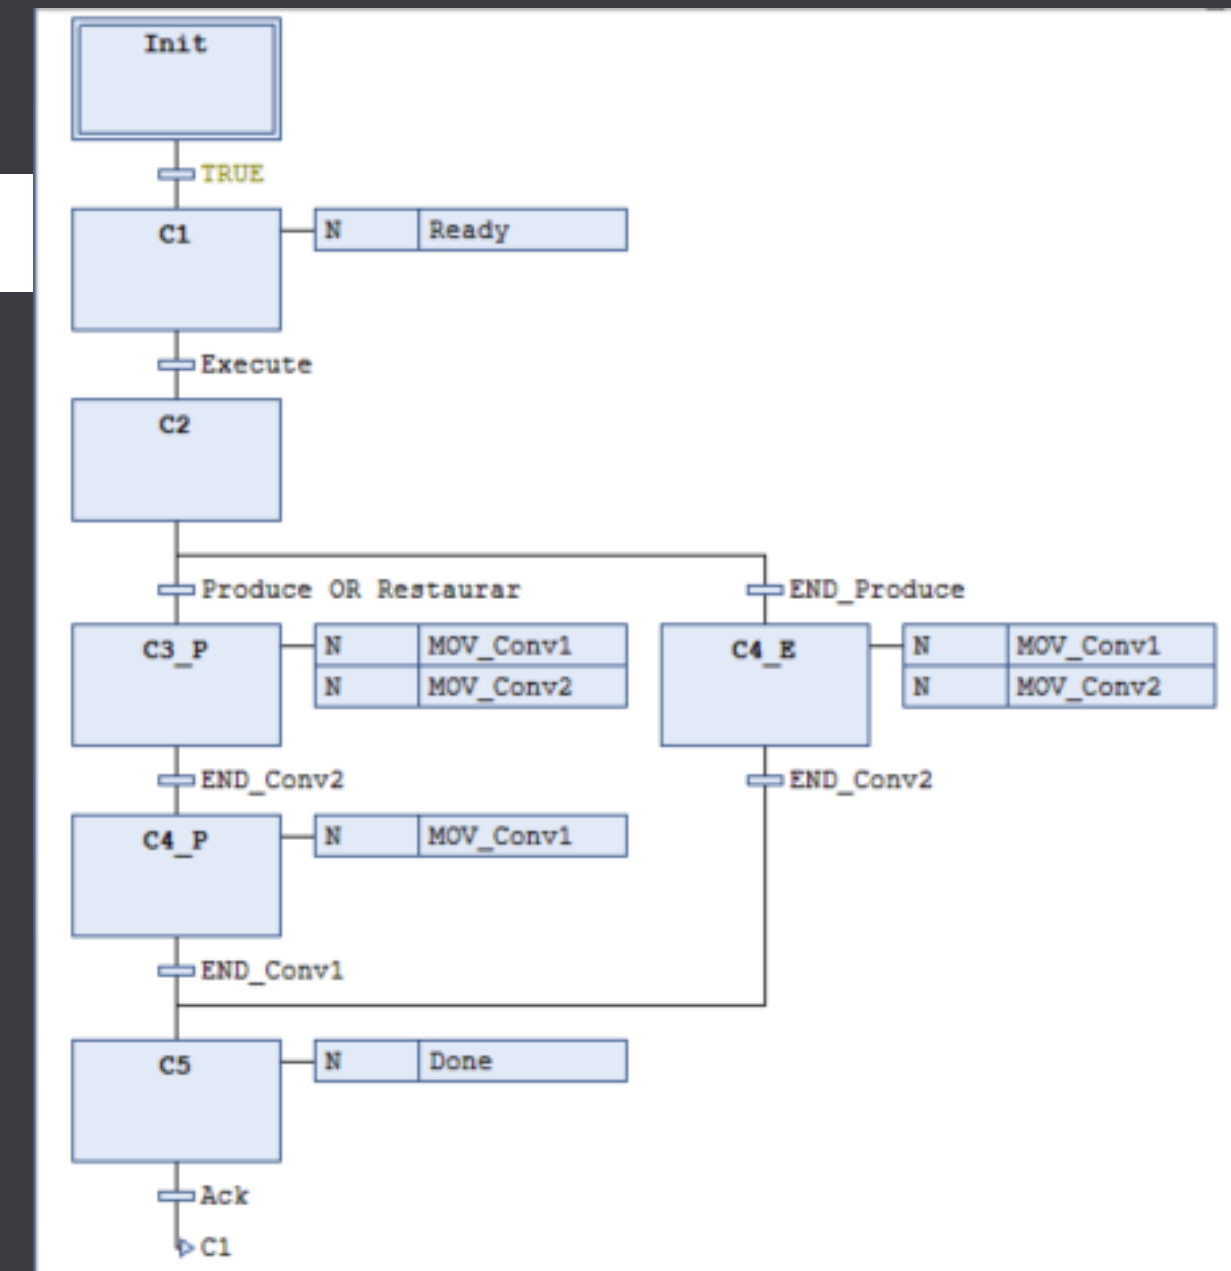 Init
TRUE
C1
N Ready
Execute
C2
Produce OR Restaurar
END_Produce
C3_P
N MOV_Conv1
N MOV_Conv2
C4_E
N MOV_Conv1
N MOV_Conv2
END_Conv2
END_Conv2
C4_P
N MOV_Conv1
END_Conv1
C5
N Done
Ack
C1